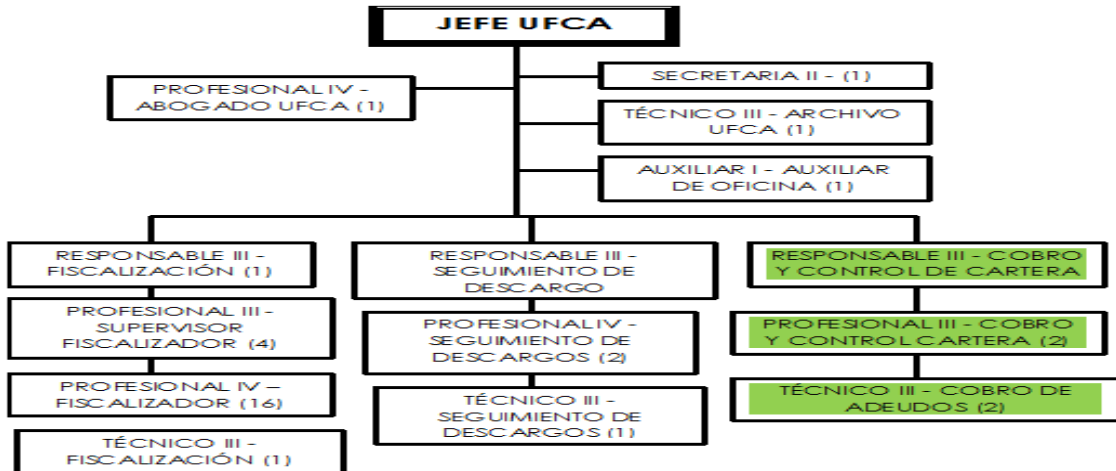 JEFE UFCA
PROFESIONAL IV -
ABOGADO UFCA (1)
SECRETARIA II - (1)
TÉCNICO III - ARCHIVO
UFCA (1)
AUXILIAR I - AUXILIAR
DE OFICINA (1)
RESPONSABLE III -
FISCALIZACIÓN (1)
PROFESIONAL III -
SUPERVISOR
FISCALIZADOR (4)
PROFESIONAL IV –
FISCALIZADOR (16)
TÉCNICO III -
FISCALIZACIÓN (1)
RESPONSABLE III -
SEGUIMIENTO DE
DESCARGO
PROFESIONAL IV -
SEGUIMIENTO DE
DESCARGOS (2)
TÉCNICO III -
SEGUIMIENTO DE
DESCARGOS (1)
RESPONSABLE III - COBRO
Y CONTROL DE CARTERA
PROFESIONAL III - COBRO
Y CONTROL CARTERA (2)
TÉCNICO III - COBRO DE
ADEUDOS (2)